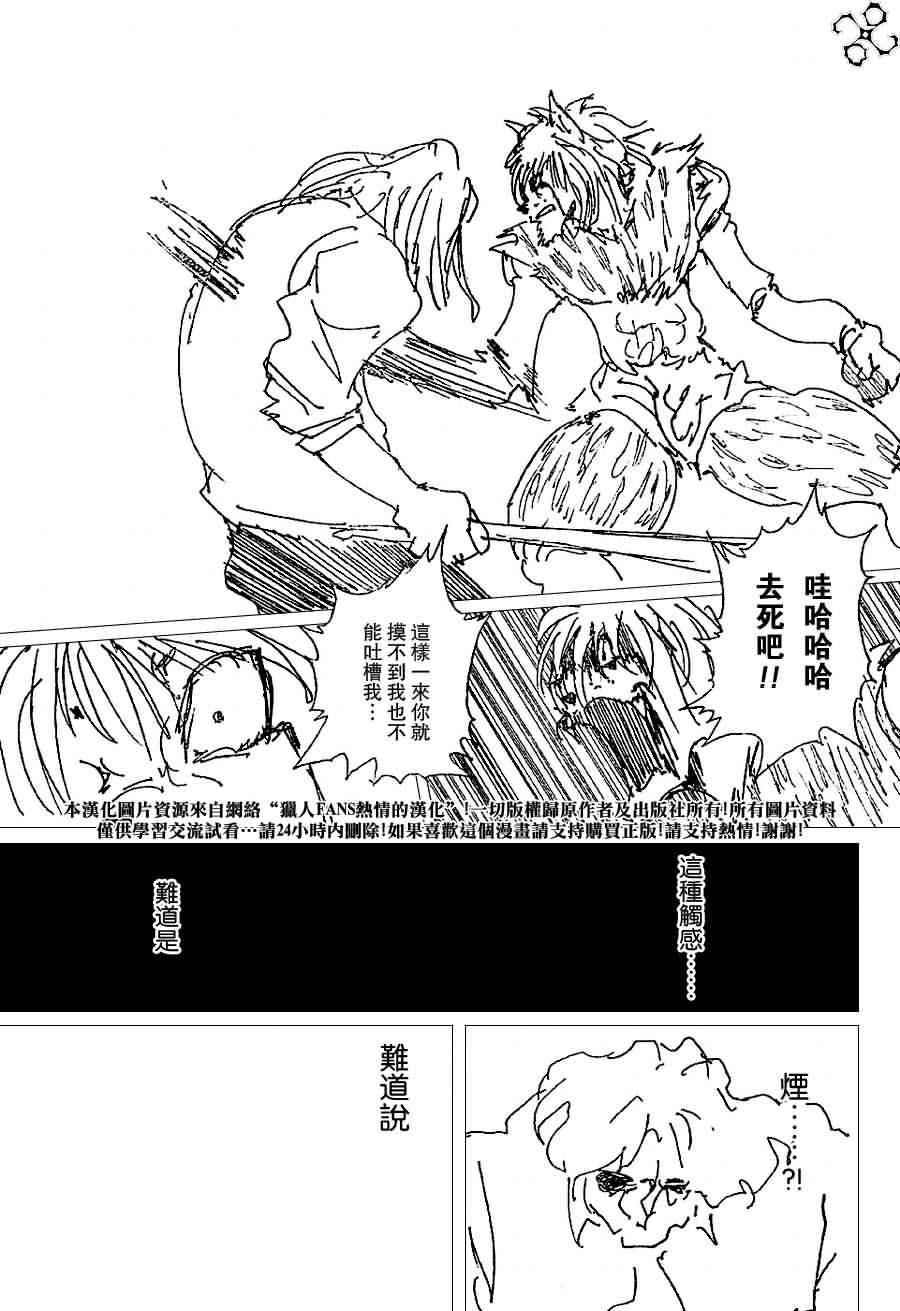 哇哈哈哈
去死吧!!
這樣一來你就
摸不到我也不
能吐槽我…
本漢化圖片資源來自網絡“獵人FANS熱情的漢化”!一切版權歸原作者及出版社所有!所有圖片資料
僅供學習交流試看…請24小時內刪除!如果喜歡這個漫畫請支持購買正版!請支持熱情!謝謝!
這種觸感……
難道是
煙……?!
難道說